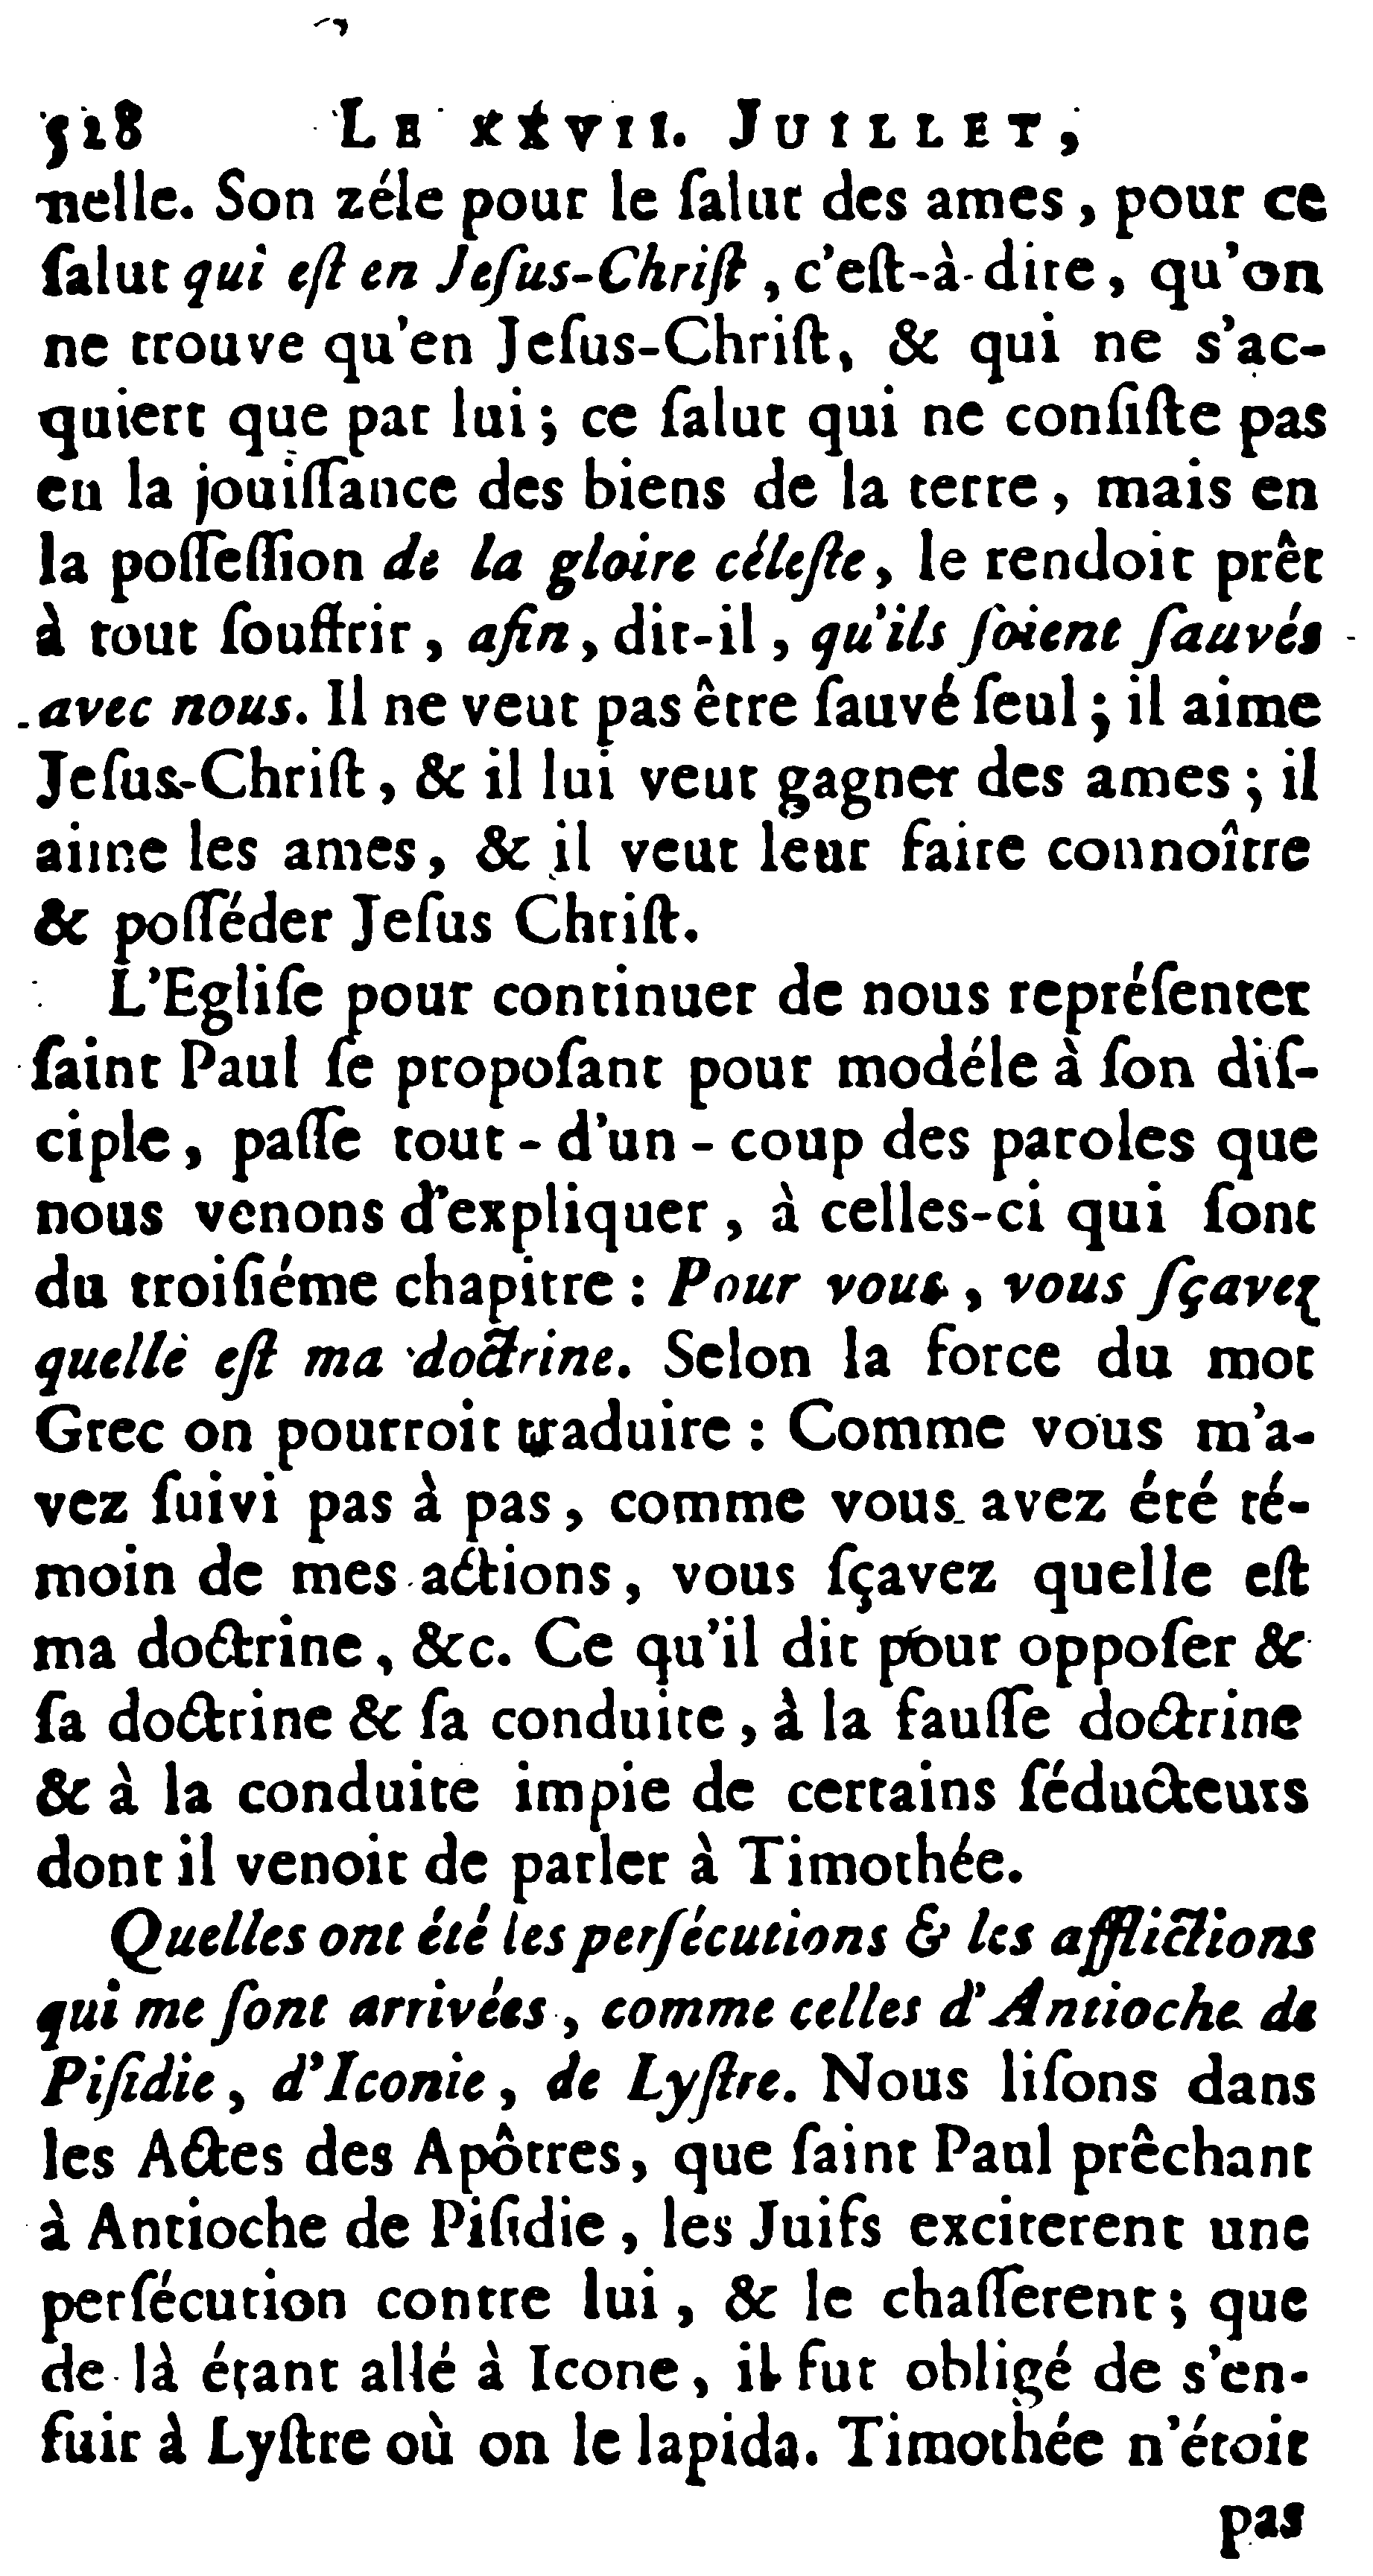 528 LE XXVII. JUILLET,
nelle. Son zéle pour le ſalut des ames, pour ce
ſalut qui eſt en Jeſus-Chriſt, c'eſt-à-dire, qu'on
ne trouve qu'en Jeſus-Chriſt, & qui ne s'ac-
quiert que par lui; ce ſalut qui ne conſiſte pas
en la jouiſſance des biens de la terre, mais en
la poſſeſſion de la gloire céleſte, le rendoit prêt
à tout ſouffrir, afin, dit-il, qu'ils ſoient ſauvés
avec nous. Il ne veut pas être ſauvé ſeul; il aime
Jeſus-Chriſt, & il lui veut gagner des ames; il
aime les ames, & il veut leur faire connoître
& poſſéder Jeſus Chriſt.
L'Egliſe pour continuer de nous repréſenter
ſaint Paul ſe propoſant pour modéle à ſon diſ-
ciple, paſſe tout-d'un-coup des paroles que
nous venons d'expliquer, à celles-ci qui ſont
du troiſiéme chapitre: Pour vous, vous ſçavez
quelle eſt ma doctrine. Selon la force du mot
Grec on pourroit traduire: Comme vous m'a-
vez ſuivi pas à pas, comme vous avez été té-
moin de mes actions, vous ſçavez quelle eſt
ma doctrine, &c. Ce qu'il dit pour oppoſer &
ſa doctrine & ſa conduite, à la fauſſe doctrine
& à la conduite impie de certains ſéducteurs
dont il venoit de parler à Timothée.
Quelles ont été les perſécutions & les afflictions
qui me ſont arrivées, comme celles d'Antioche de
Piſidie, d'Iconie, de Lyſtre. Nous liſons dans
les Actes des Apôtres, que ſaint Paul prêchant
à Antioche de Piſidie, les Juifs exciterent une
perſécution contre lui, & le chaſſerent; que
de là étant allé à Icone, il fut obligé de s'en-
fuir à Lyſtre où on le lapida. Timothée n'étoit
pas